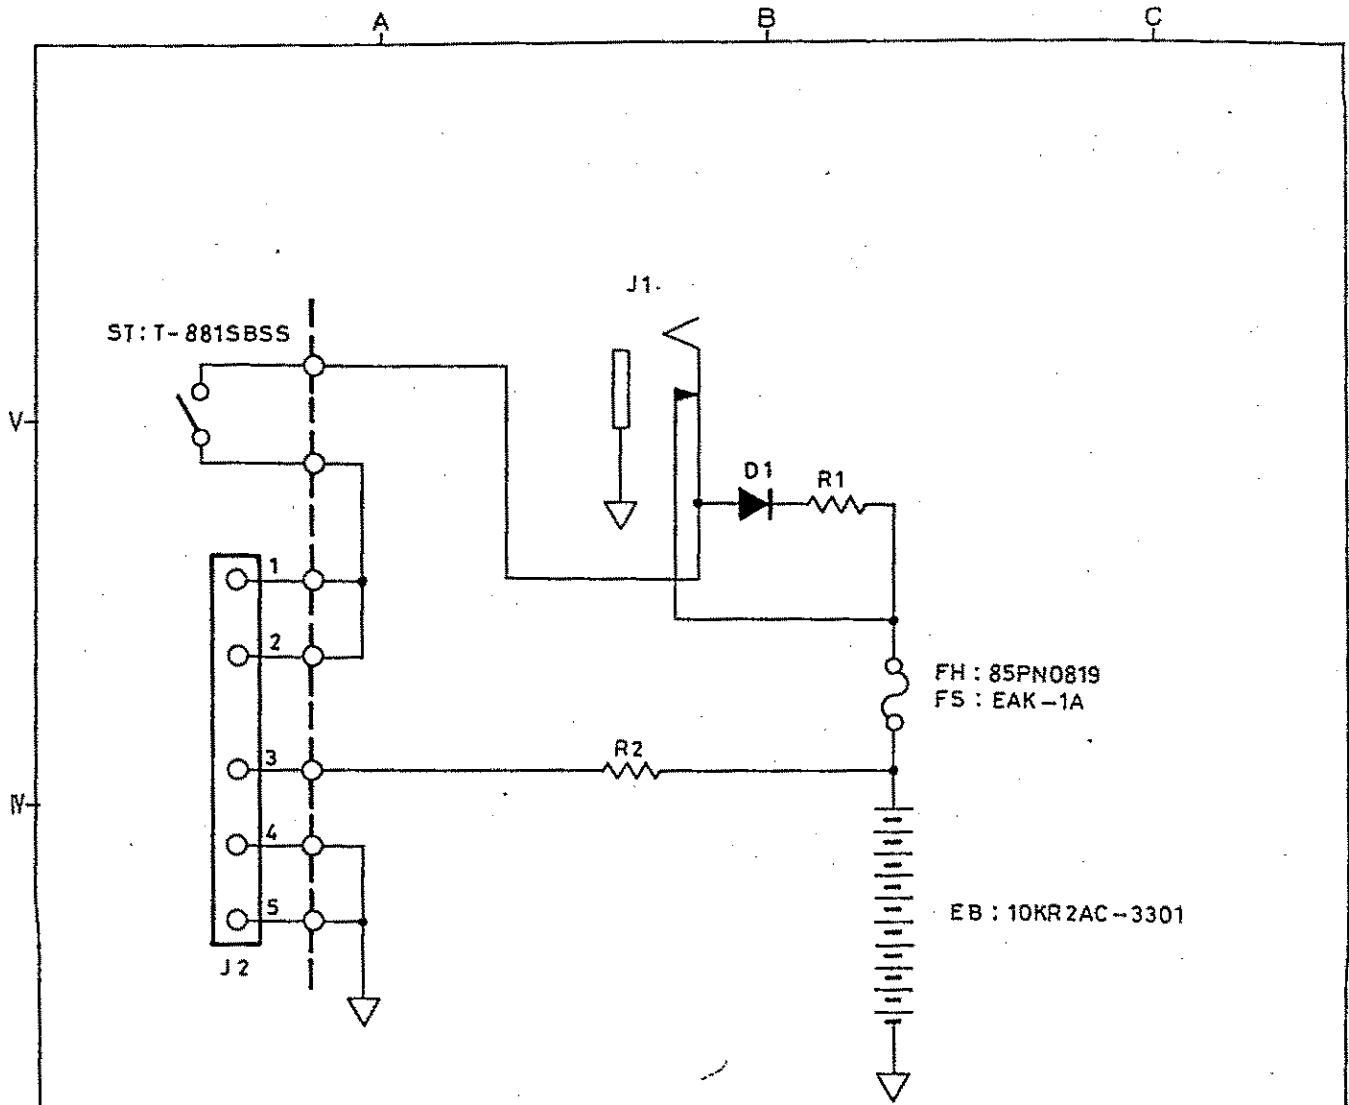 A B C
J1.
ST: T-881SBSS
V
D1 R1
1
2
FH: 85PN0819
FS: EAK-1A
R2
3
IV
4
5
EB: 10KR2AC-3301
J2